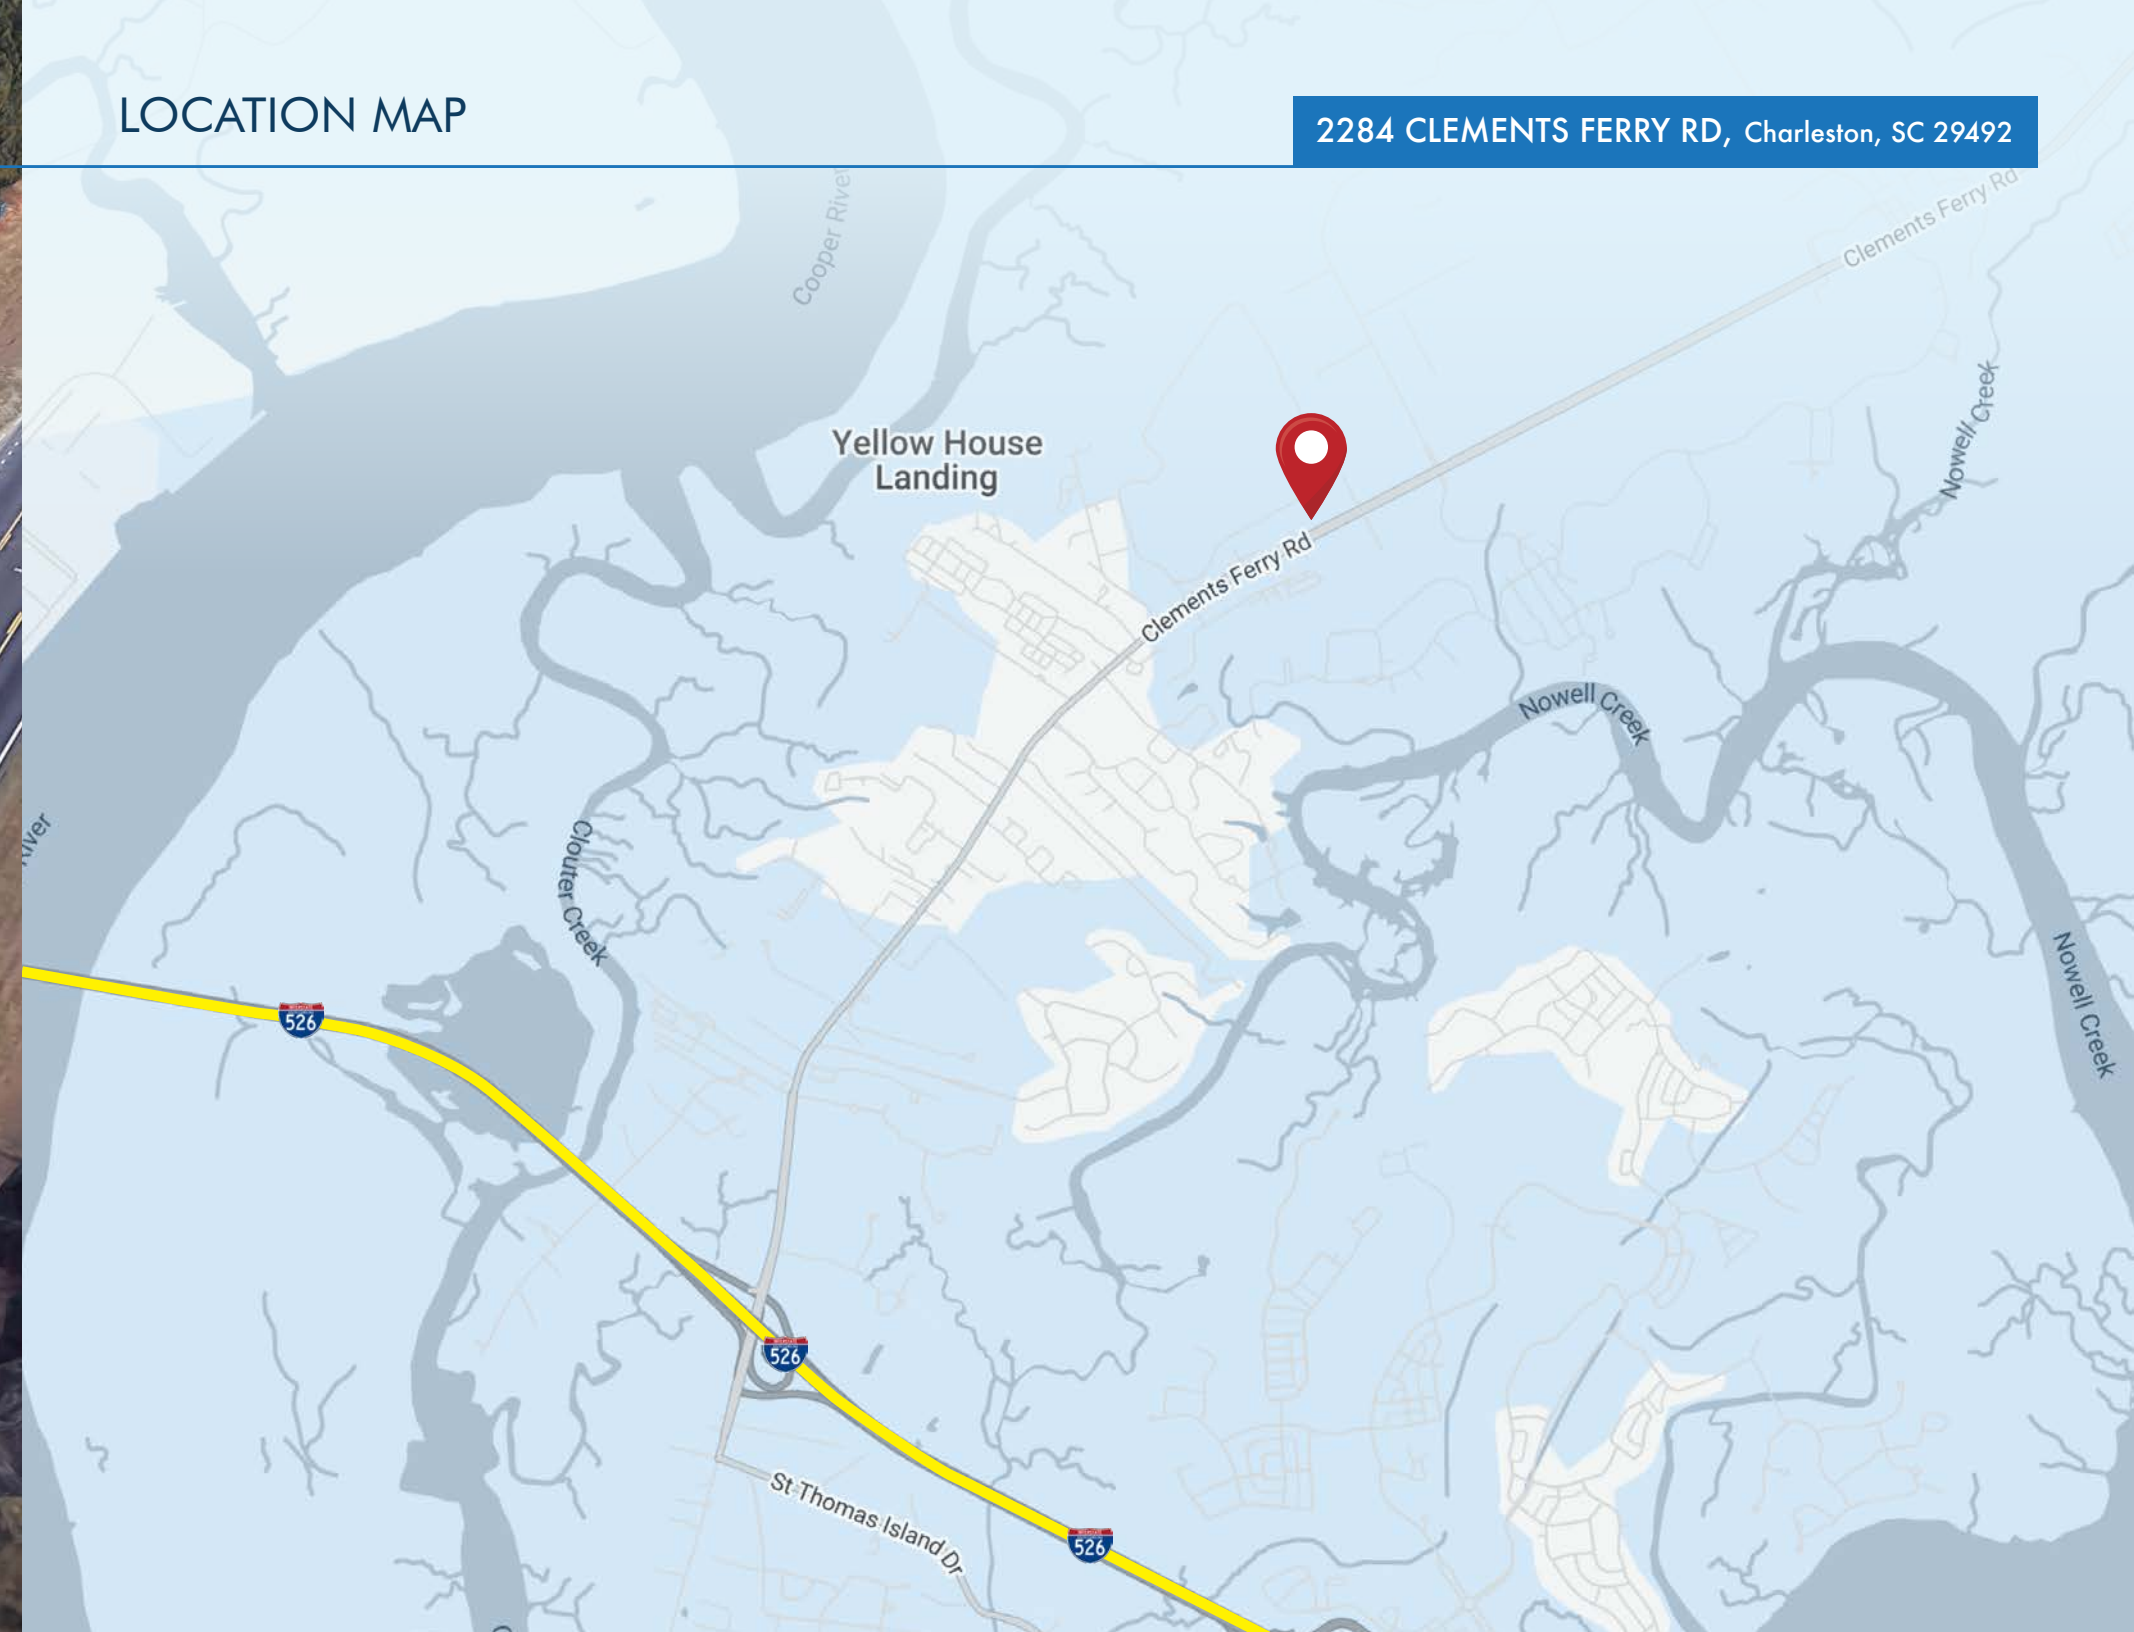 LOCATION MAP
2284 CLEMENTS FERRY RD, Charleston, SC 29492
Cooper River
Clements Ferry Rd
Nowell Creek
Yellow House
Landing
Clements Ferry Rd
Nowell Creek
River
Clouter Creek
Nowell Creek
526
526
St Thomas Island Dr
526